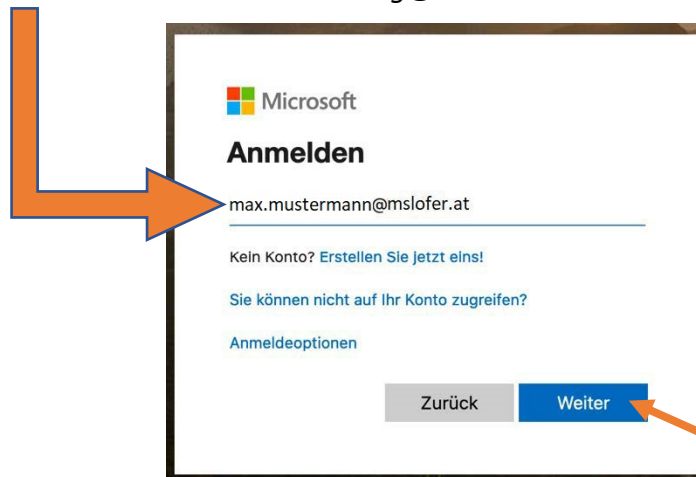 Microsoft
Anmelden
max.mustermann@mslofer.at
Kein Konto? Erstellen Sie jetzt eins!
Sie können nicht auf Ihr Konto zugreifen?
Anmeldeoptionen
Zurück
Weiter